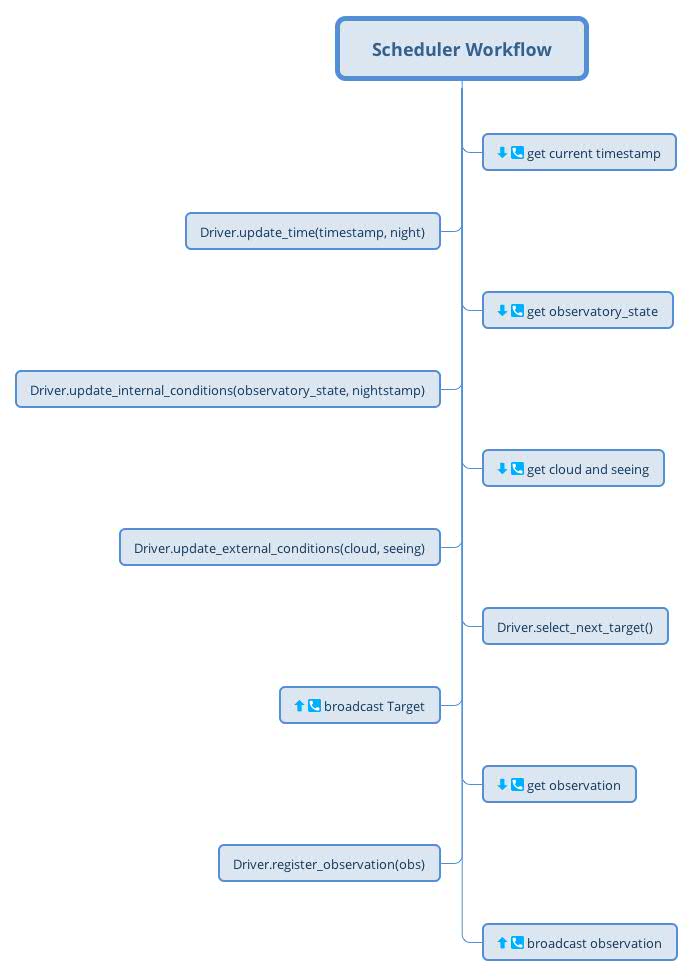 Scheduler Workflow
get current timestamp
Driver.update_time(timestamp, night)
get observatory_state
Driver.update_internal_conditions(observatory_state, nightstamp)
get cloud and seeing
Driver.update_external_conditions(cloud, seeing)
Driver.select_next_target()
broadcast Target
get observation
Driver.register_observation(obs)
broadcast observation